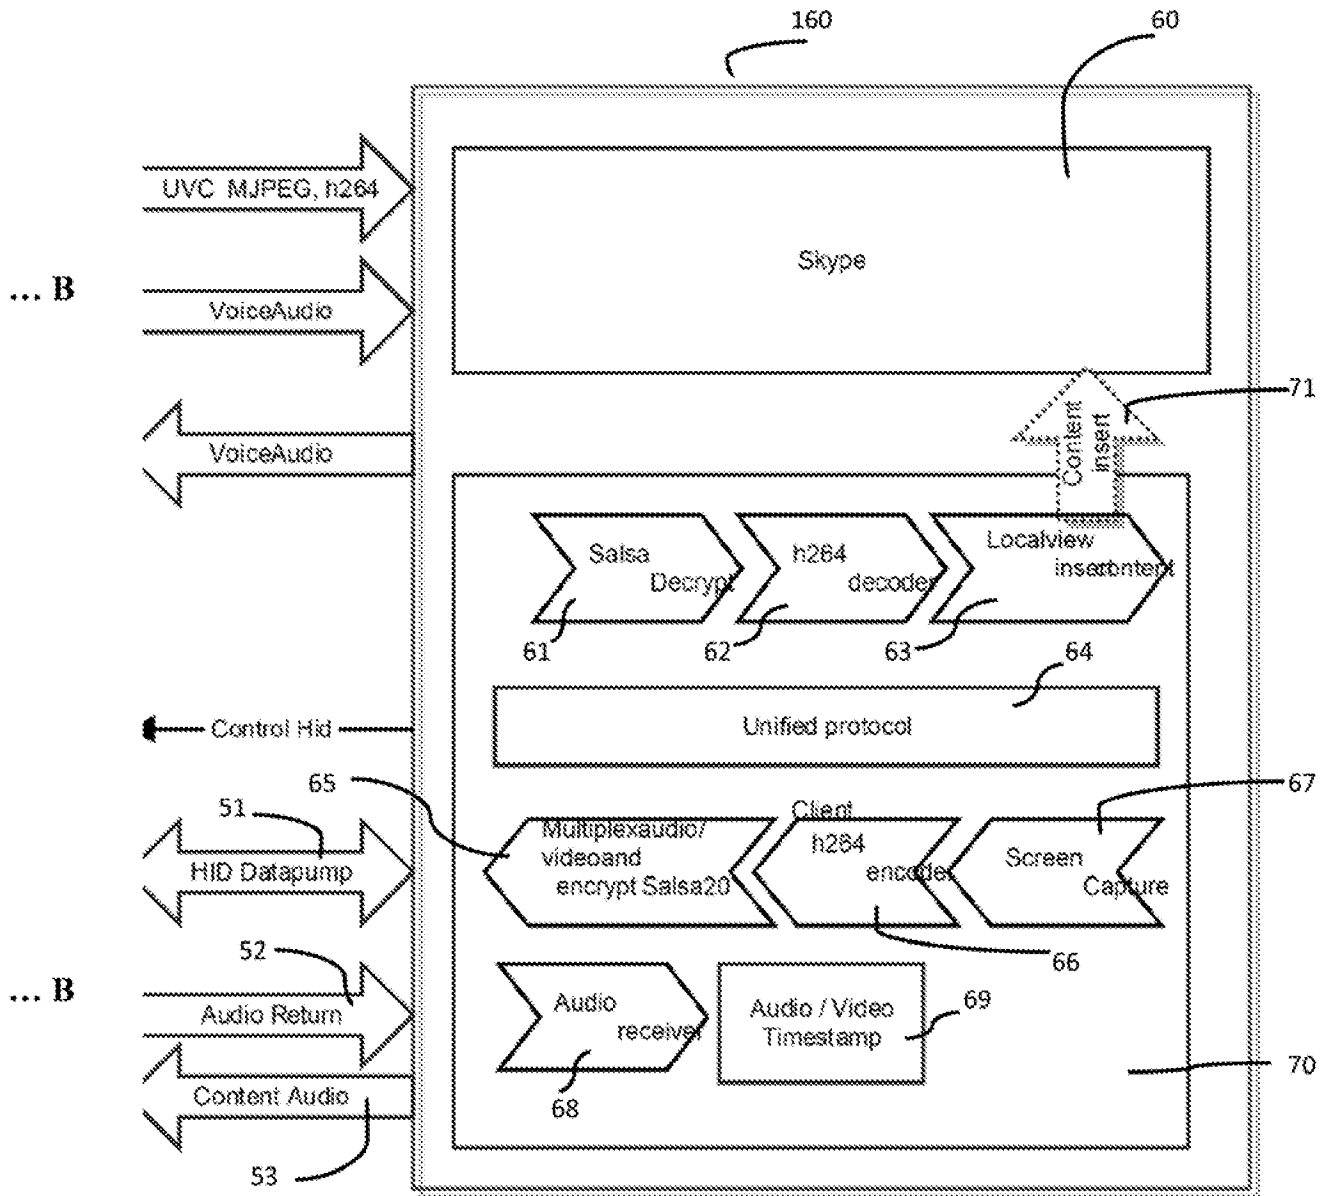 160
60
UVC MJPEG, h264
Skype
... B
VoiceAudio
71
Content
insert
VoiceAudio
Salsa
Decrypt
h264
decoder
Localview
61
62
63
64
Unified protocol
Control Hid
65
67
51
Client
Multiplexaudio/
videoand
encrypt Salsa20
h264
encoder
Screen
Capture
HID Datapump
52
66
... B
Audio Return
Audio
receiver
Audio / Video
Timestamp
69
70
Content Audio
68
53